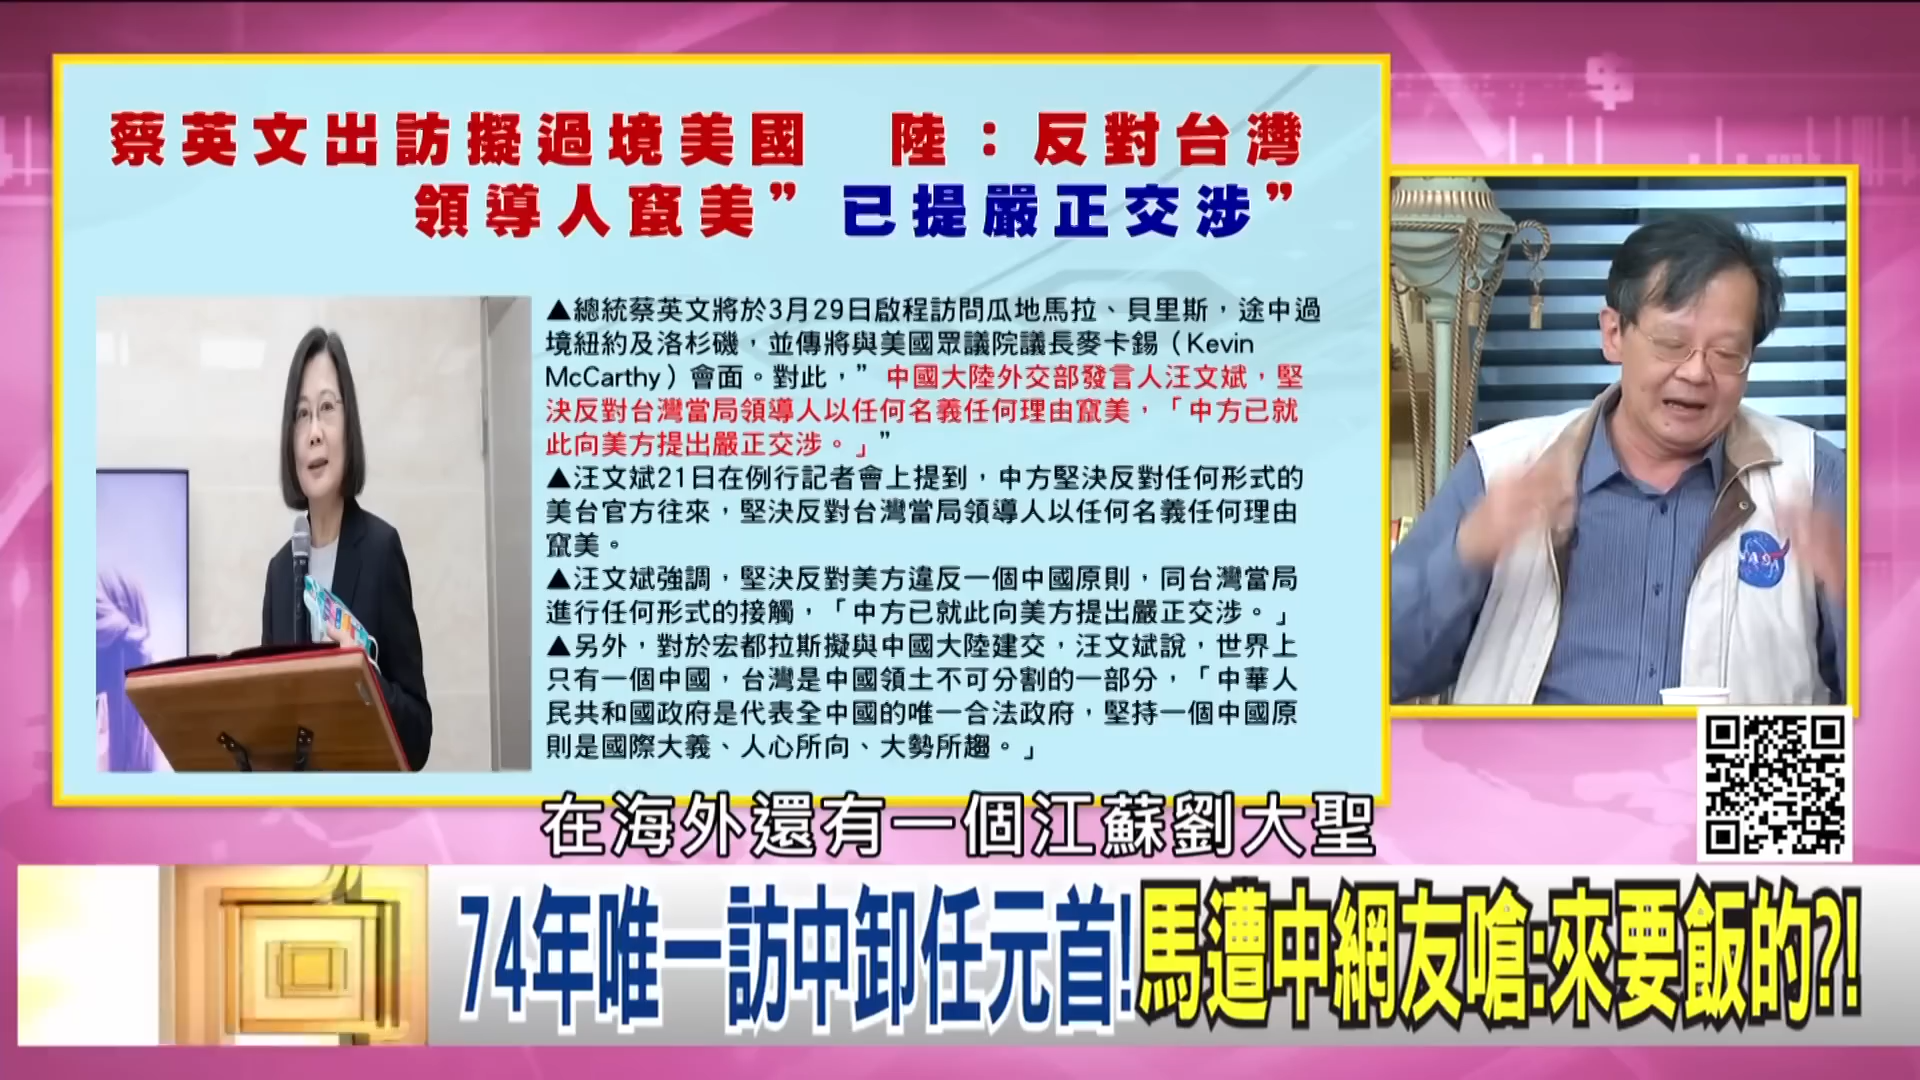 蔡英文出訪擬過境美國 陸：反對台灣
領導人竄美”已提嚴正交涉”
▲總統蔡英文將於3月29日啟程訪問瓜地馬拉、貝里斯，途中過
境紐約及洛杉磯，並傳將與美國眾議院議長麥卡錫（Kevin
McCarthy）會面。對此，”中國大陸外交部發言人汪文斌，堅
決反對台灣當局領導人以任何名義任何理由竄美，「中方已就
此向美方提出嚴正交涉。」”
▲汪文斌21日在例行記者會上提到，中方堅決反對任何形式的
美台官方往來，堅決反對台灣當局領導人以任何名義任何理由
竄美。
▲汪文斌強調，堅決反對美方違反一個中國原則，同台灣當局
進行任何形式的接觸，「中方已就此向美方提出嚴正交涉。」
▲另外，對於宏都拉斯擬與中國大陸建交，汪文斌說，世界上
只有一個中國，台灣是中國領土不可分割的一部分，「中華人
民共和國政府是代表全中國的唯一合法政府，堅持一個中國原
則是國際大義、人心所向、大勢所趨。」
NASA
在海外還有一個江蘇劉大聖
74年唯一訪中卸任元首!馬遭中網友嗆:來要飯的?!